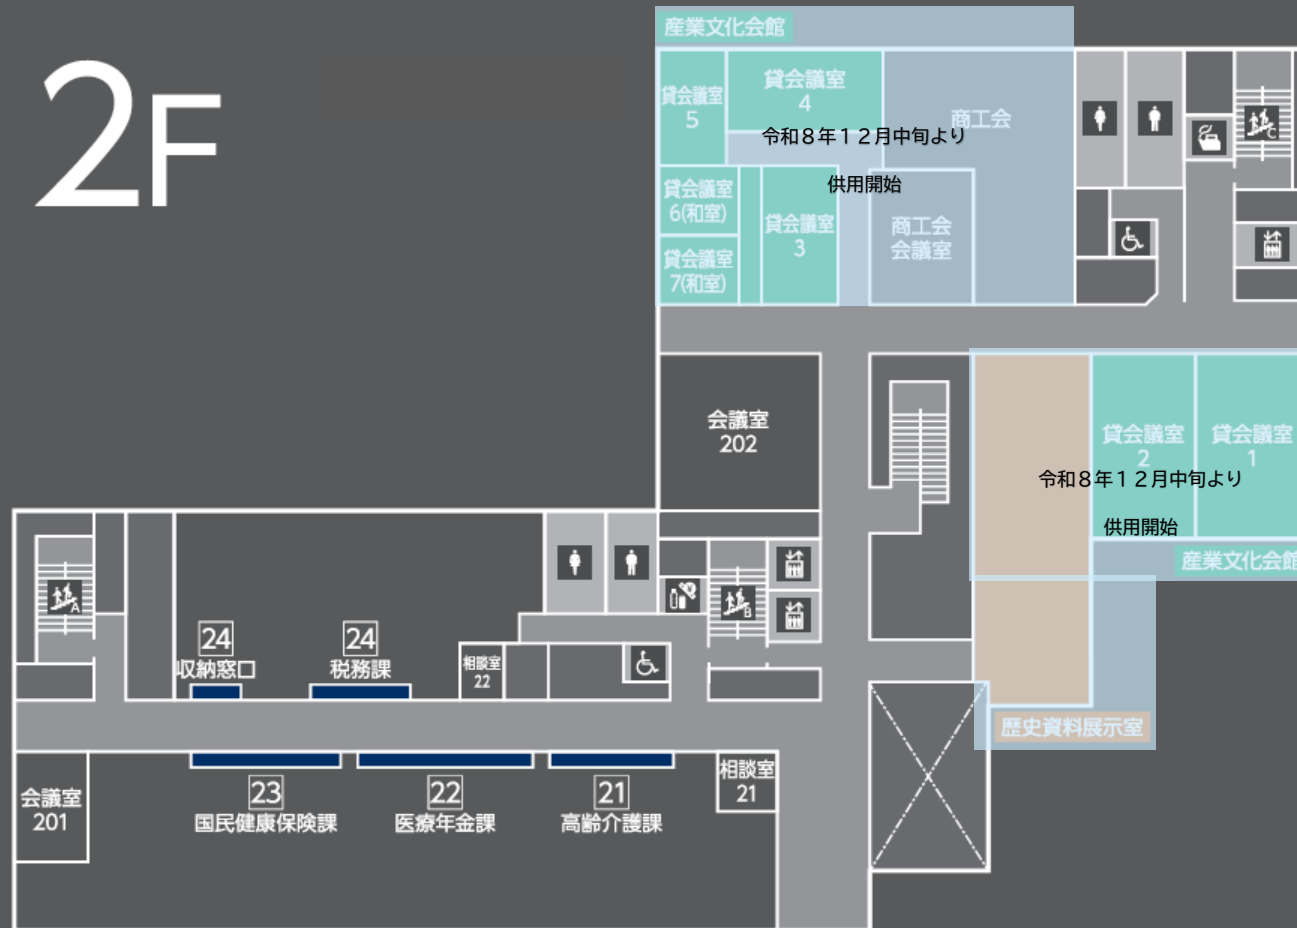 2F
産業文化会館
貸会議室
5
貸会議室
4
商工会
令和8年12月中旬より
供用開始
貸会議室
6(和室)
貸会議室
7(和室)
貸会議室
3
商工会
会議室
C
会議室
202
貸会議室
2
貸会議室
1
令和8年12月中旬より
供用開始
産業文化会館
歴史資料展示室
A
B
24
収納窓口
24
税務課
相談室
22
会議室
201
23
国民健康保険課
22
医療年金課
21
高齢介護課
相談室
21